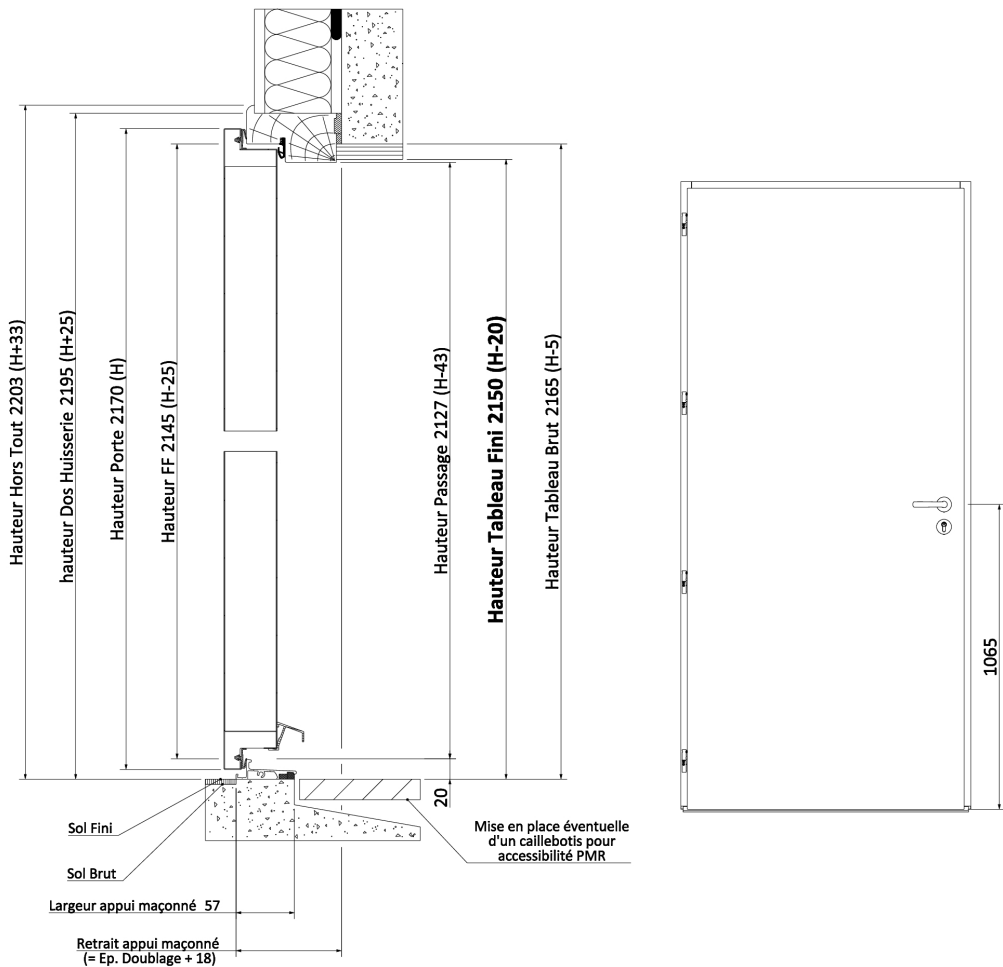 Hauteur Hors Tout 2203 (H+33)
hauteur Dos Huisserie 2195 (H+25)
Hauteur Porte 2170 (H)
Hauteur FF 2145 (H-25)
Hauteur Passage 2127 (H-43)
Hauteur Tableau Fini 2150 (H-20)
Hauteur Tableau Brut 2165 (H-5)
1065
20
Sol Fini
Sol Brut
Mise en place éventuelle
d'un caillebotis pour
accessibilité PMR
Largeur appui maçonné 57
Retrait appui maçonné
(= Ep. Doublage + 18)